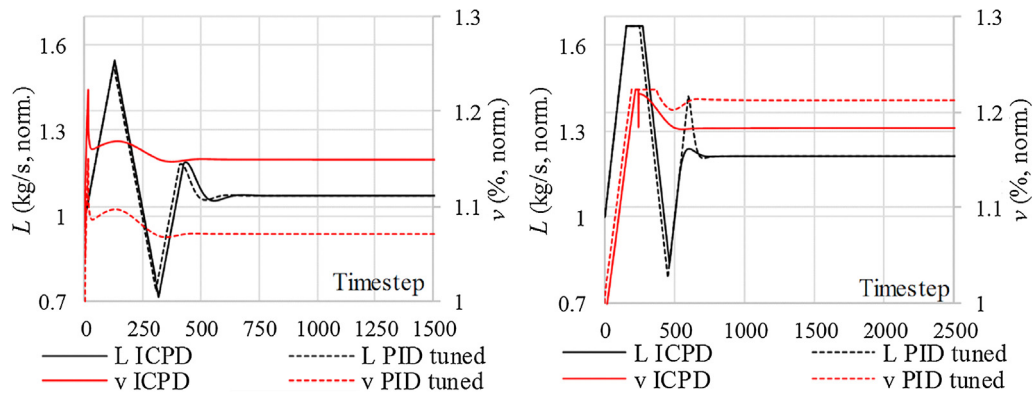 1.6
1.3
1
0.7
L (kg/s, norm.)
1.3
1.2
1.1
1
v (%, norm.)
Timestep
0 250 500 750 1000 1250 1500
L ICPD L PID tuned
v ICPD v PID tuned
1.6
1.3
1
0.7
L (kg/s, norm.)
1.3
1.2
1.1
1
v (%, norm.)
Timestep
0 500 1000 1500 2000 2500
L ICPD L PID tuned
v ICPD v PID tuned